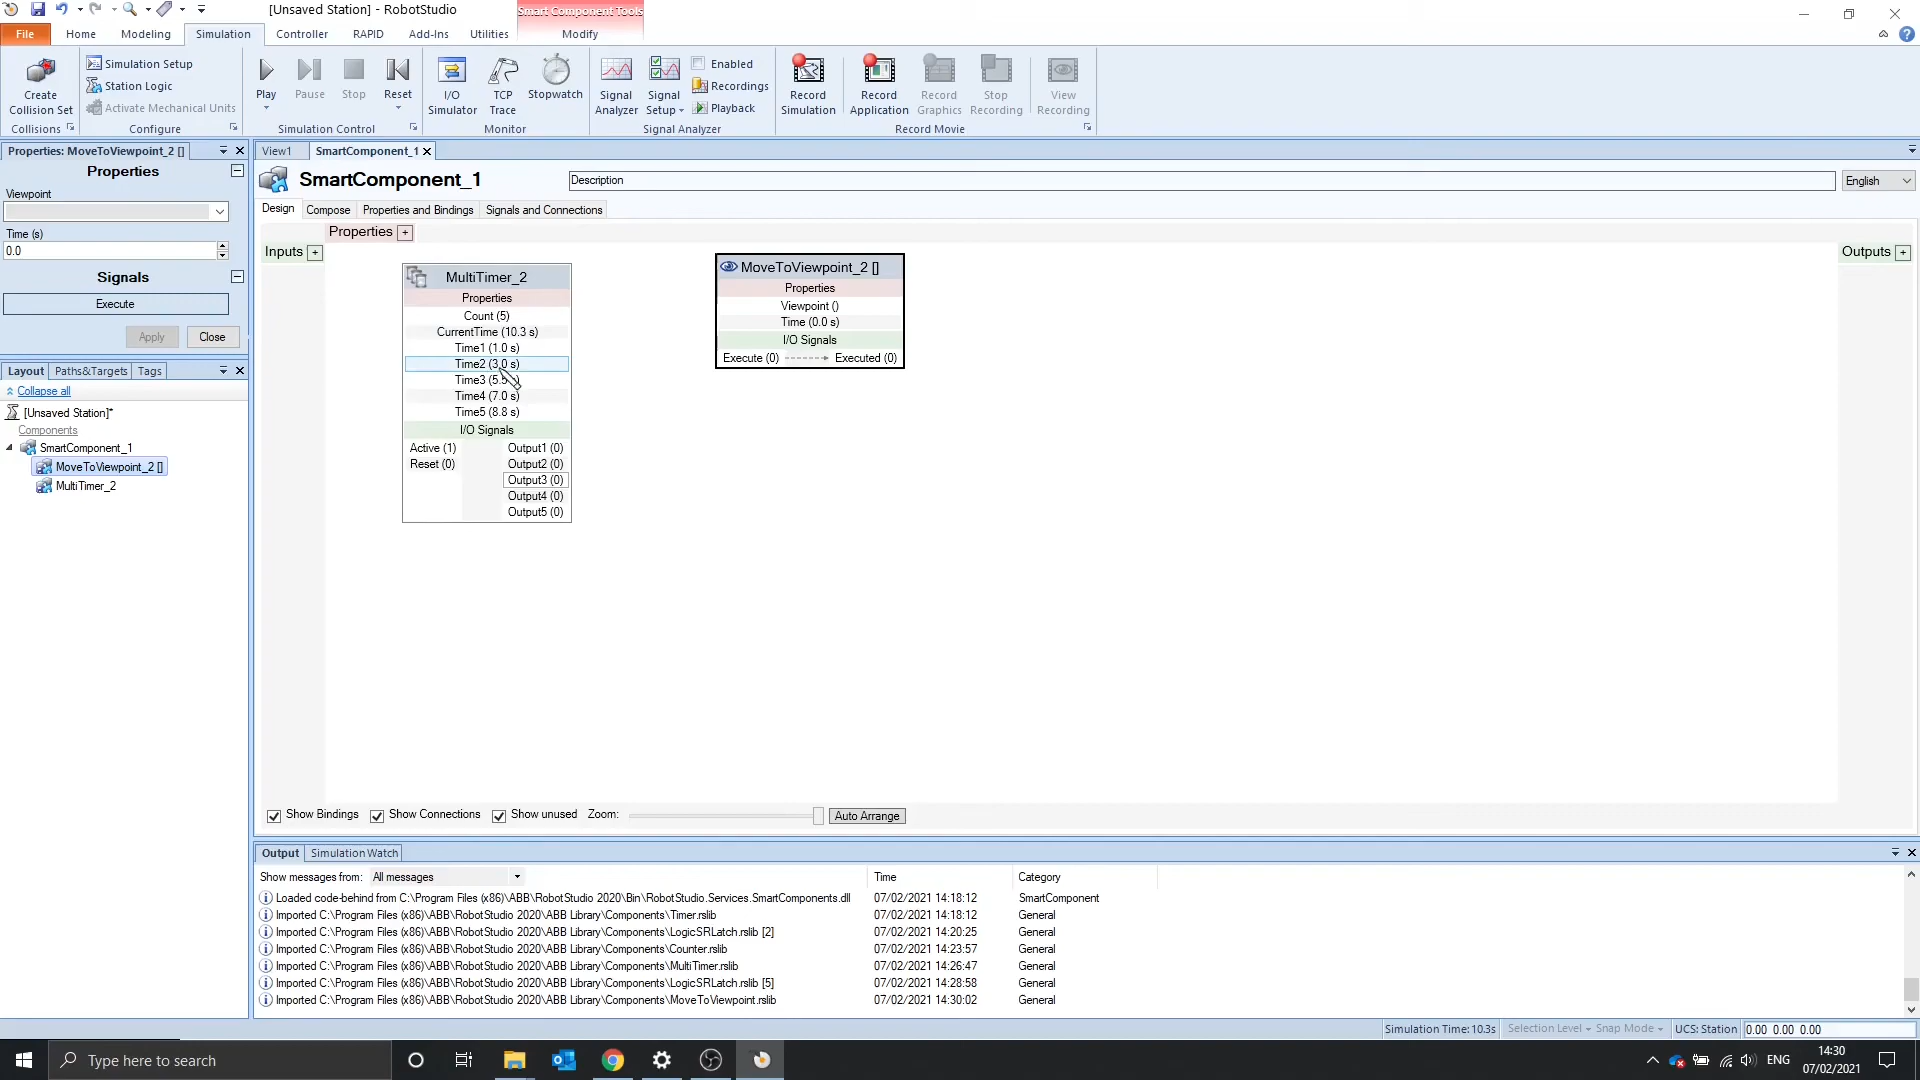 [Unsaved Station] - RobotStudio
Smart Component Tools
File Home Modeling Simulation Controller RAPID Add-Ins Utilities Modify
Create Collision Set
Collisions
Simulation Setup
Station Logic
Activate Mechanical Units
Configure
Play Pause Stop Reset
Simulation Control
I/O Simulator
TCP Trace
Stopwatch
Monitor
Signal Analyzer
Signal Setup
Enabled
Recordings
Playback
Signal Analyzer
Record Simulation
Record Application
Record Graphics
Stop Recording
View Recording
Record Movie
Properties: MoveToViewpoint_2 []
Properties
Viewpoint
Time (s)
0.0
Signals
Execute
Apply Close
Layout Paths&Targets Tags
Collapse all
[Unsaved Station]*
Components
SmartComponent_1
MoveToViewpoint_2 []
MultiTimer_2
View1 SmartComponent_1
SmartComponent_1 Description English
Design Compose Properties and Bindings Signals and Connections
Properties +
Inputs + Outputs +
MultiTimer_2
Properties
Count (5)
CurrentTime (10.3 s)
Time1 (1.0 s)
Time2 (3.0 s)
Time3 (5.5
Time4 (7.0 s)
Time5 (8.8 s)
I/O Signals
Active (1) Output1 (0)
Reset (0) Output2 (0)
Output3 (0)
Output4 (0)
Output5 (0)
MoveToViewpoint_2 []
Properties
Viewpoint ()
Time (0.0 s)
I/O Signals
Execute (0) Executed (0)
Show Bindings Show Connections Show unused Zoom: Auto Arrange
Output Simulation Watch
Show messages from: All messages Time Category
Loaded code-behind from C:\Program Files (x86)\ABB\RobotStudio 2020\Bin\RobotStudio.Services.SmartComponents.dll 07/02/2021 14:18:12 SmartComponent
Imported C:\Program Files (x86)\ABB\RobotStudio 2020\ABB Library\Components\Timer.rslib 07/02/2021 14:18:12 General
Imported C:\Program Files (x86)\ABB\RobotStudio 2020\ABB Library\Components\LogicSRLatch.rslib [2] 07/02/2021 14:20:25 General
Imported C:\Program Files (x86)\ABB\RobotStudio 2020\ABB Library\Components\Counter.rslib 07/02/2021 14:23:57 General
Imported C:\Program Files (x86)\ABB\RobotStudio 2020\ABB Library\Components\MultiTimer.rslib 07/02/2021 14:26:47 General
Imported C:\Program Files (x86)\ABB\RobotStudio 2020\ABB Library\Components\LogicSRLatch.rslib [5] 07/02/2021 14:28:58 General
Imported C:\Program Files (x86)\ABB\RobotStudio 2020\ABB Library\Components\MoveToViewpoint.rslib 07/02/2021 14:30:02 General
Simulation Time: 10.3s Selection Level Snap Mode UCS: Station 0.00 0.00 0.00
Type here to search
ENG
14:30
07/02/2021